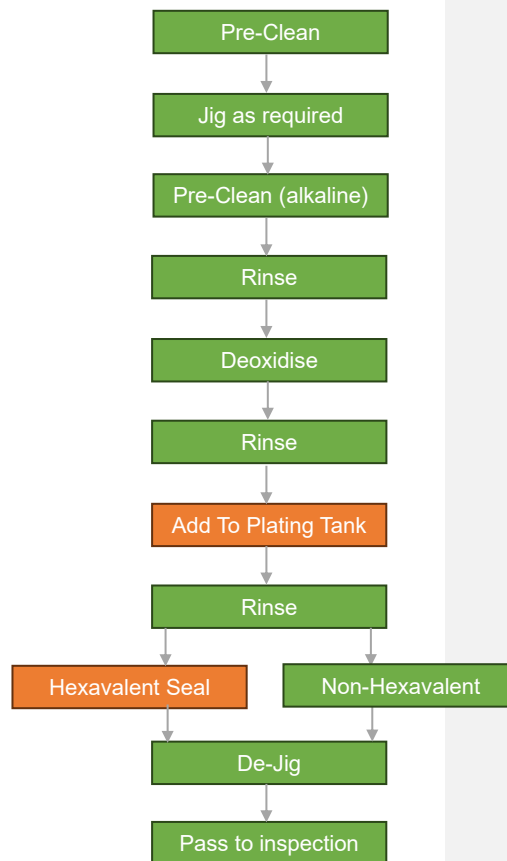 Pre-Clean
Jig as required
Pre-Clean (alkaline)
Rinse
Deoxidise
Rinse
Add To Plating Tank
Rinse
Hexavalent Seal
Non-Hexavalent
De-Jig
Pass to inspection